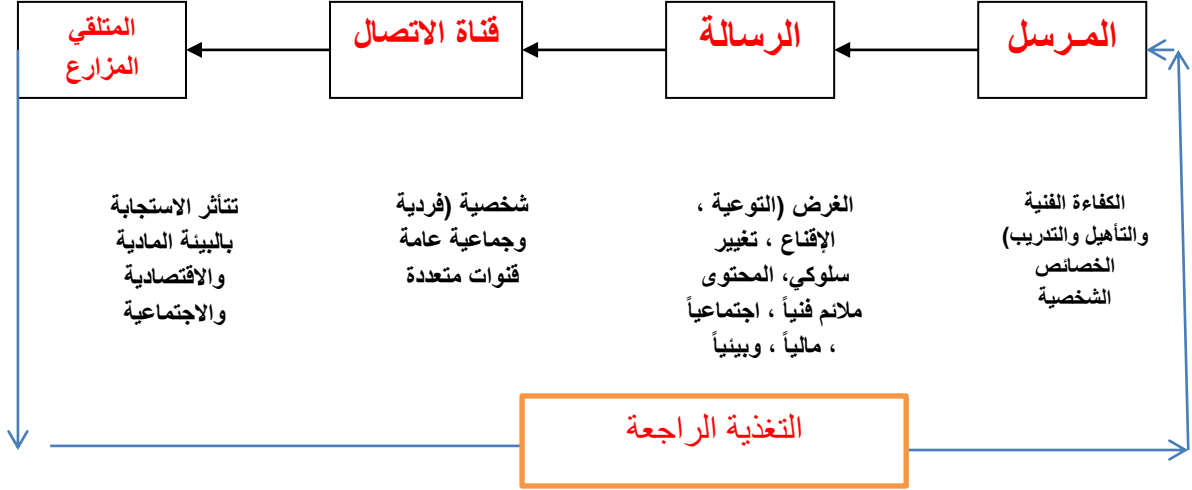 المـرسل
الرسالة
قناة الاتصال
المتلقي
المزارع
الكفاءة الفنية
والتأهيل والتدريب)
الخصائص
الشخصية
الغرض (التوعية ،
الإقناع ، تغيير
سلوكي، المحتوى
ملائم فنياً ، اجتماعياً
، مالياً ، وبيئياً
شخصية (فردية
وجماعية عامة
قنوات متعددة
تتأثر الاستجابة
بالبيئة المادية
والاقتصادية
والاجتماعية
التغذية الراجعة